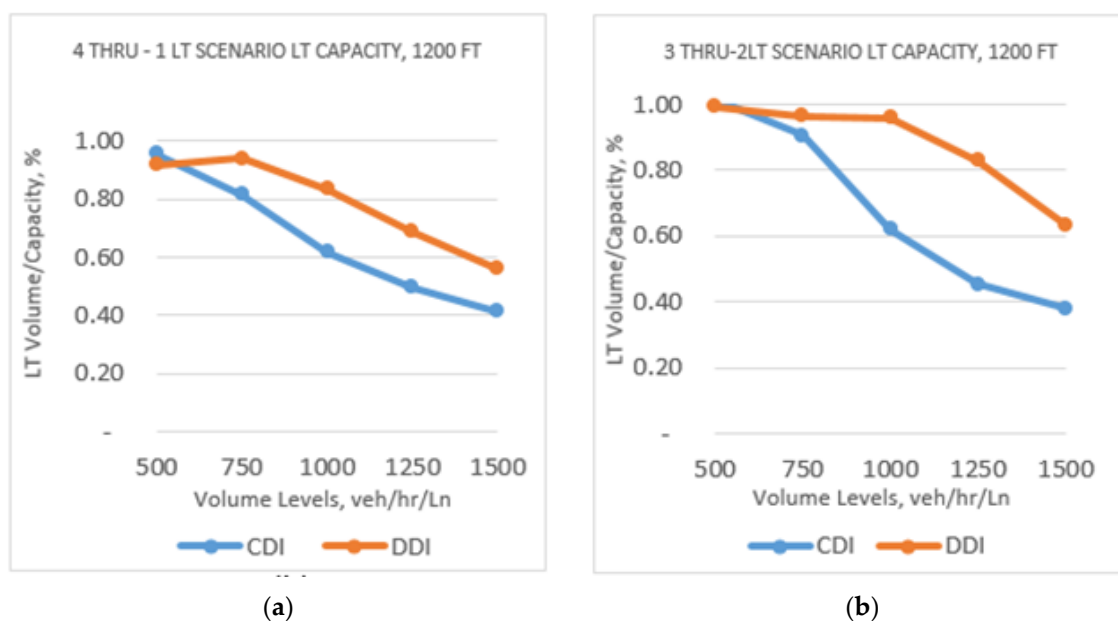 4 THRU - 1 LT SCENARIO LT CAPACITY, 1200 FT
LT Volume/Capacity, %
1.00
0.80
0.60
0.40
0.20
-
500 750 1000 1250 1500
Volume Levels, veh/hr/Ln
CDI DDI
(a)
3 THRU-2LT SCENARIO LT CAPACITY, 1200 FT
LT Volume/Capacity, %
1.00
0.80
0.60
0.40
0.20
-
500 750 1000 1250 1500
Volume Levels, veh/hr/Ln
CDI DDI
(b)